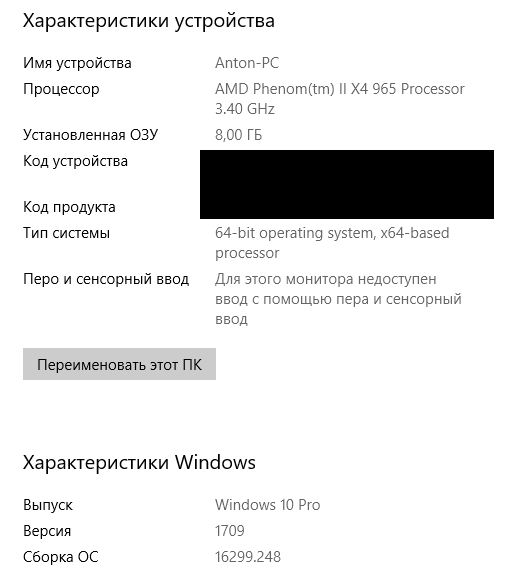 Характеристики устройства
Имя устройства Anton-PC
Процессор AMD Phenom(tm) II X4 965 Processor
3.40 GHz
Установленная ОЗУ 8,00 ГБ
Код устройства
Код продукта
Тип системы 64-bit operating system, x64-based
processor
Перо и сенсорный ввод Для этого монитора недоступен
ввод с помощью пера и сенсорный
ввод
Переименовать этот ПК
Характеристики Windows
Выпуск Windows 10 Pro
Версия 1709
Сборка ОС 16299.248